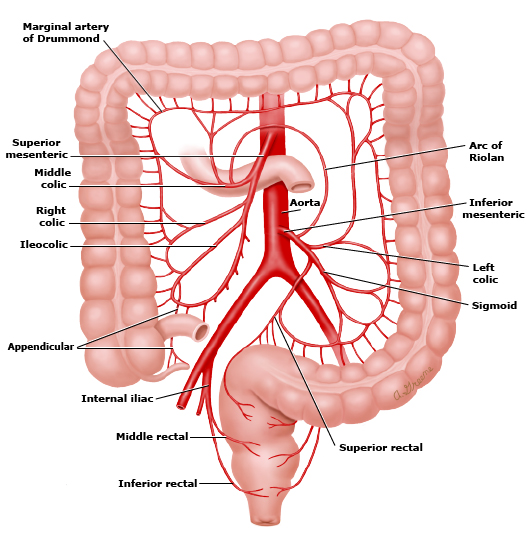 Marginal artery
of Drummond
Superior
mesenteric
Middle
colic
Right
colic
Ileocolic
Appendicular
Internal iliac
Middle rectal
Inferior rectal
Aorta
Arc of
Riolan
Inferior
mesenteric
Left
colic
Sigmoid
Superior rectal